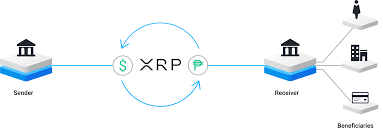 $ XRP ₱
Sender
Receiver
Beneficiaries